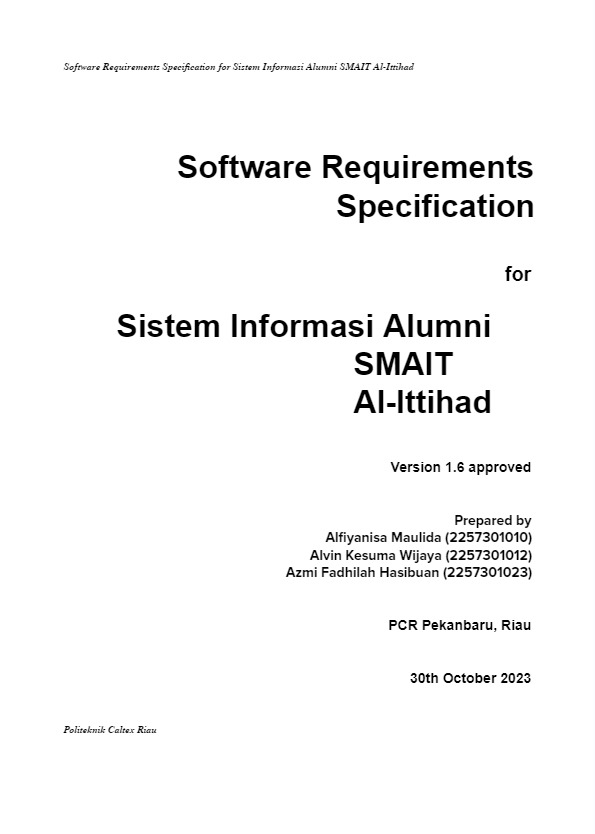 Software Requirements Specification for Sistem Informasi Alumni SMAIT Al-Ittihad
Software Requirements
Specification
for
Sistem Informasi Alumni
SMAIT
Al-Ittihad
Version 1.6 approved
Prepared by
Alfiyanisa Maulida (2257301010)
Alvin Kesuma Wijaya (2257301012)
Azmi Fadhilah Hasibuan (2257301023)
PCR Pekanbaru, Riau
30th October 2023
Politeknik Caltex Riau